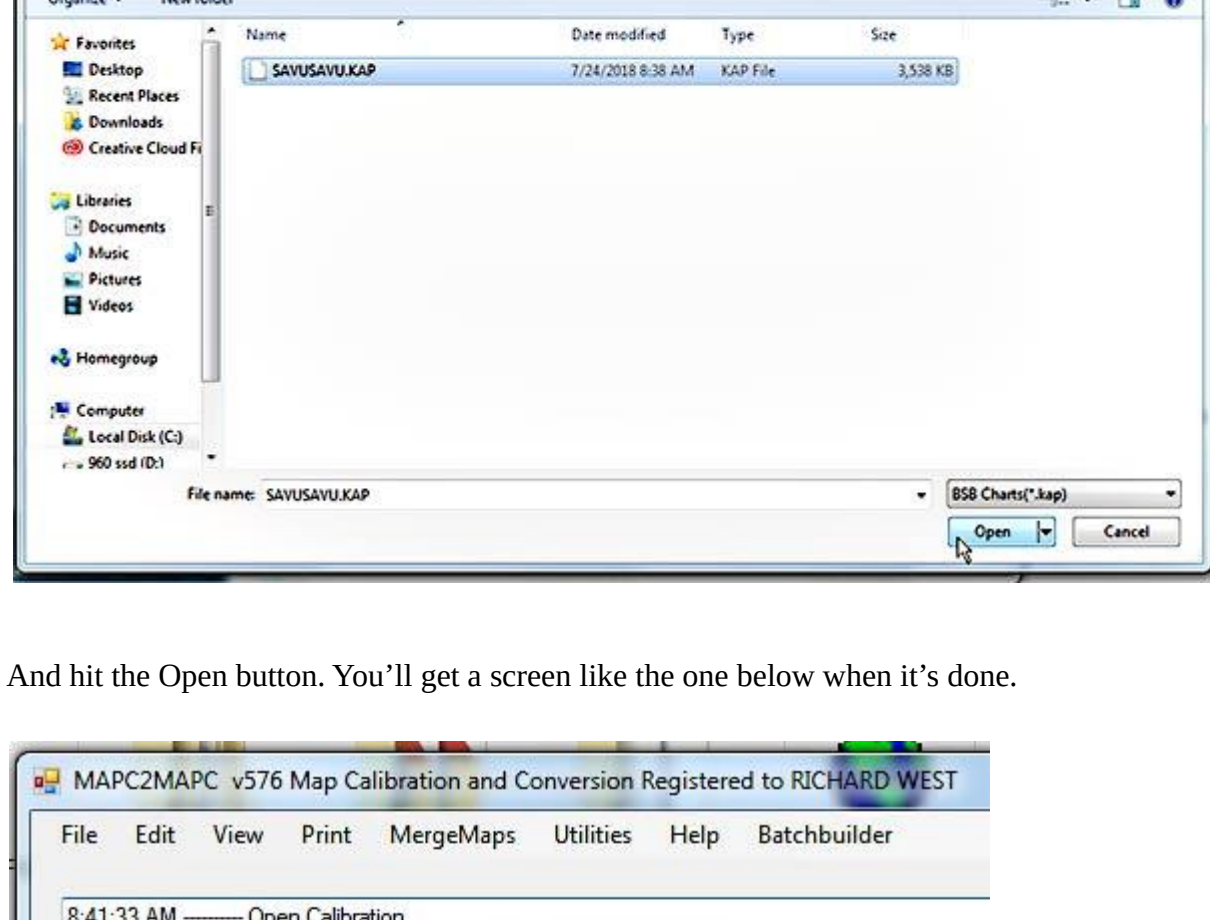 Organize New folder
Name Date modified Type Size
Favorites
SAVUSAVU.KAP 7/24/2018 8:38 AM KAP File 3,538 KB
Desktop
Recent Places
Downloads
Creative Cloud Fi
Libraries
Documents
Music
Pictures
Videos
Homegroup
Computer
Local Disk (C:)
960 ssd (D:)
File name: SAVUSAVU.KAP BSB Charts(*.kap)
Open Cancel
And hit the Open button. You’ll get a screen like the one below when it’s done.
MAPC2MAPC v576 Map Calibration and Conversion Registered to RICHARD WEST
File Edit View Print MergeMaps Utilities Help Batchbuilder
8:41:33 AM ---------- Open Calibration